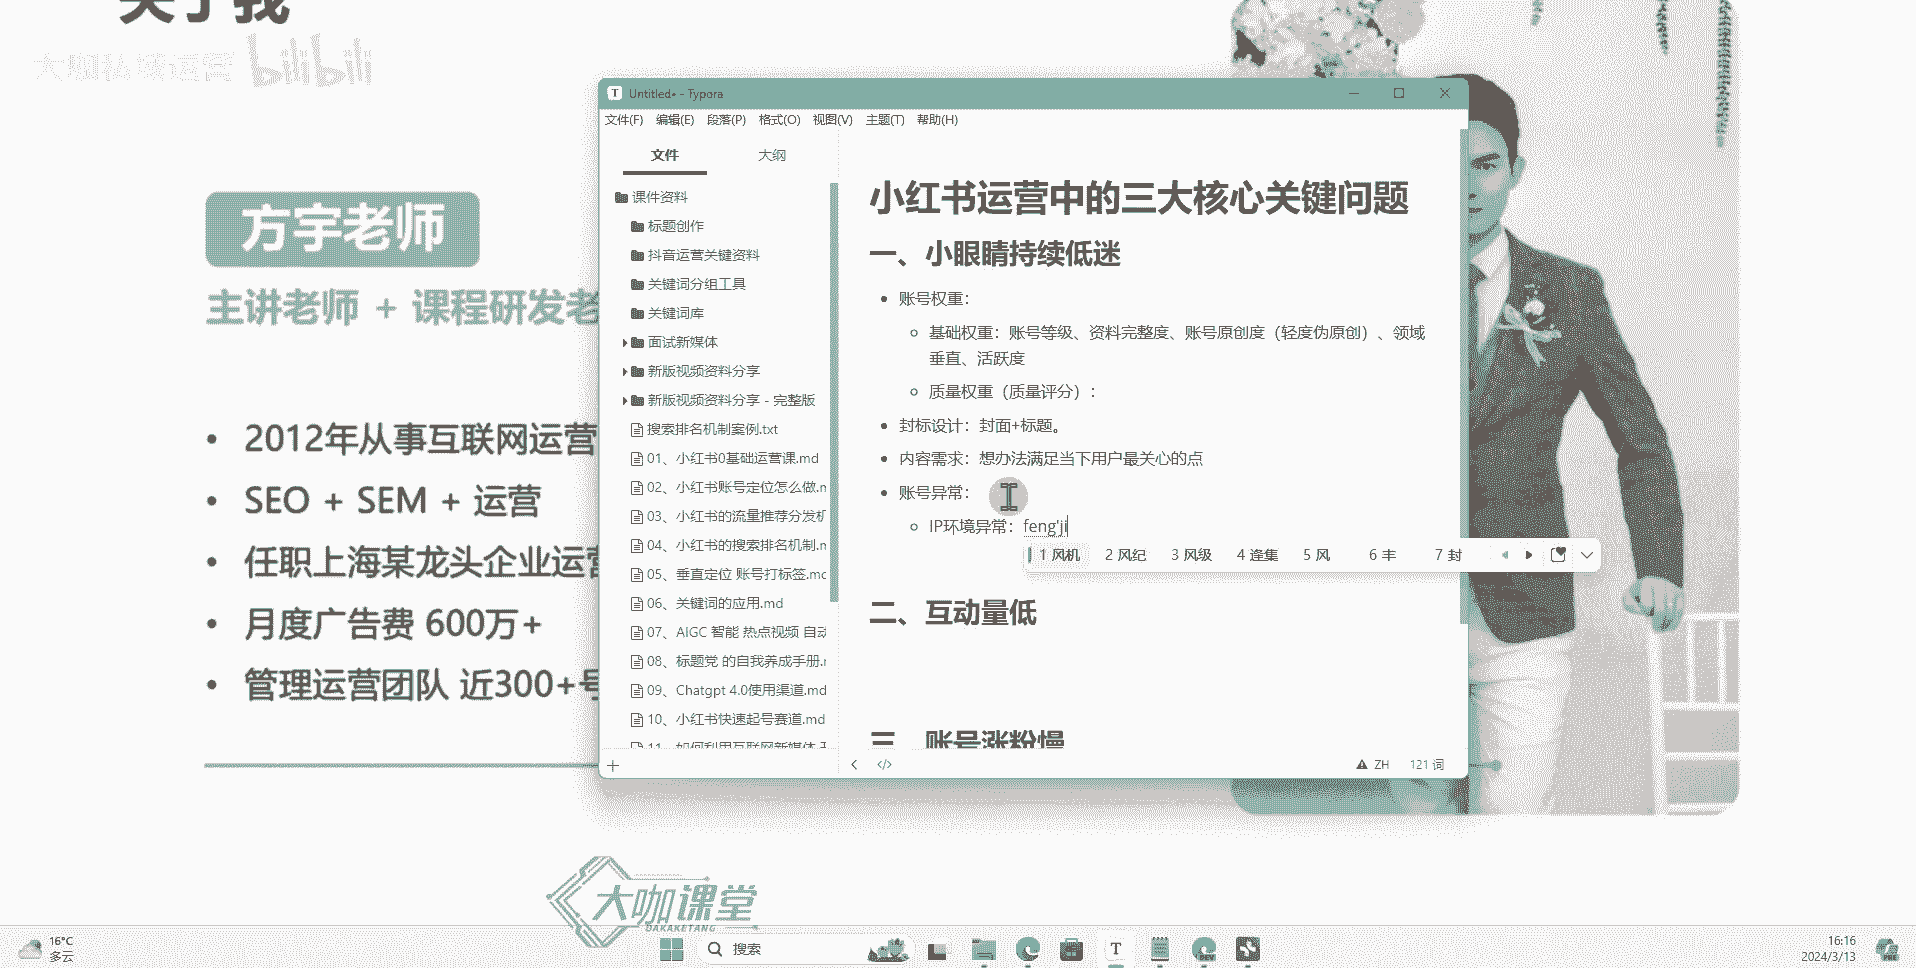 关于我
大咖私域运营 bilibili
方宇老师
主讲老师 + 课程研发老
• 2012年从事互联网运营
• SEO + SEM + 运营
• 任职上海某龙头企业运营
• 月度广告费 600万+
• 管理运营团队 近300+号
Untitled• - Typora
文件(F) 编辑(E) 段落(P) 格式(O) 视图(V) 主题(T) 帮助(H)
文件 大纲
课件资料
标题创作
抖音运营关键资料
关键词分组工具
关键词库
面试新媒体
新版视频资料分享
新版视频资料分享 - 完整版
搜索排名机制案例.txt
01、小红书0基础运营课.md
02、小红书账号定位怎么做.m
03、小红书的流量推荐分发机
04、小红书的搜索排名机制.m
05、垂直定位 账号打标签.md
06、关键词的应用.md
07、AIGC 智能 热点视频 自动
08、标题党 的自我养成手册.m
09、Chatgpt 4.0使用渠道.md
10、小红书快速起号赛道.md
11、如何利用互联网新媒体
小红书运营中的三大核心关键问题
一、小眼睛持续低迷
• 账号权重：
◦ 基础权重：账号等级、资料完整度、账号原创度（轻度伪原创）、领域
垂直、活跃度
◦ 质量权重（质量评分）：
• 封标设计：封面+标题。
• 内容需求：想办法满足当下用户最关心的点
• 账号异常：
◦ IP环境异常：feng'ji
1 风机 2 风纪 3 风级 4 逢集 5 风 6 丰 7 封
二、互动量低
三、账号涨粉慢
ZH 121 词
大咖课堂
DAKAKETANG
16°C
多云
搜索
T
DEV
16:16
2024/3/13
PRE